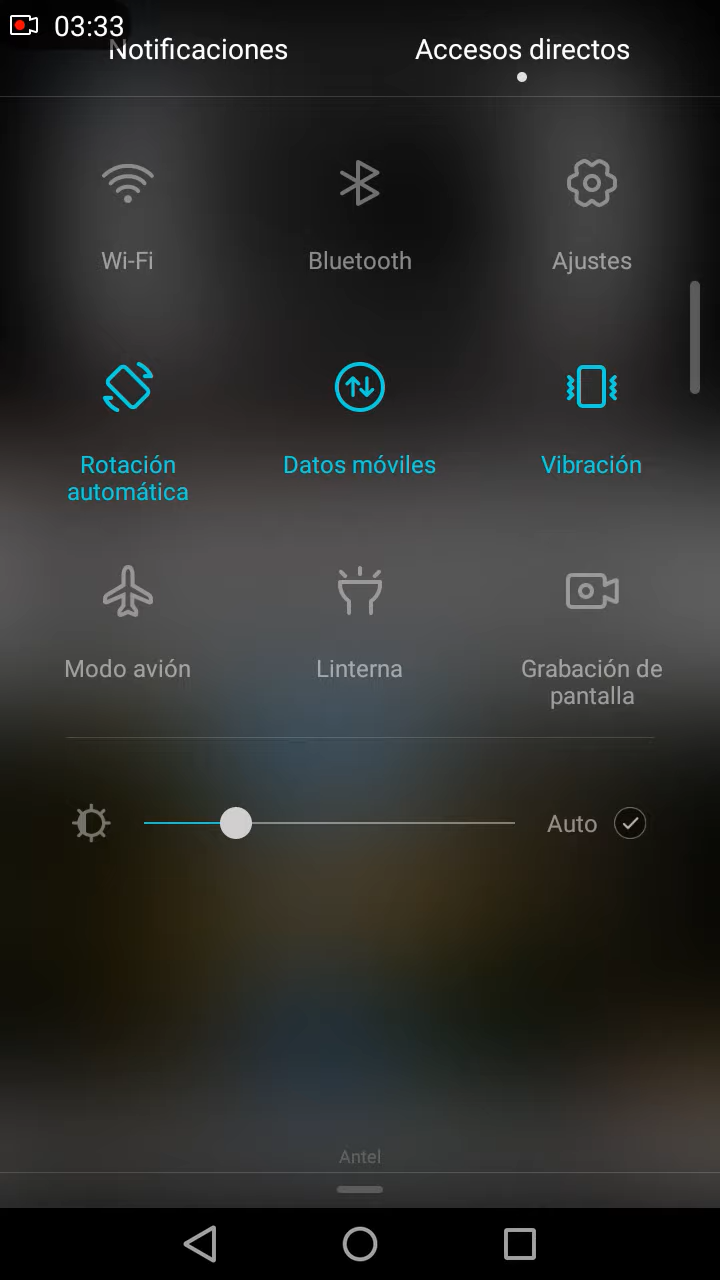 03:33
Notificaciones
Accesos directos
Wi-Fi
Bluetooth
Ajustes
Rotación
automática
Datos móviles
Vibración
Modo avión
Linterna
Grabación de
pantalla
Auto
Antel